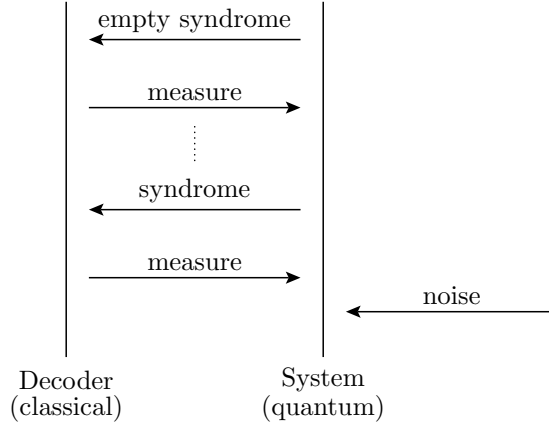 empty syndrome
measure
syndrome
measure
noise
Decoder
(classical)
System
(quantum)